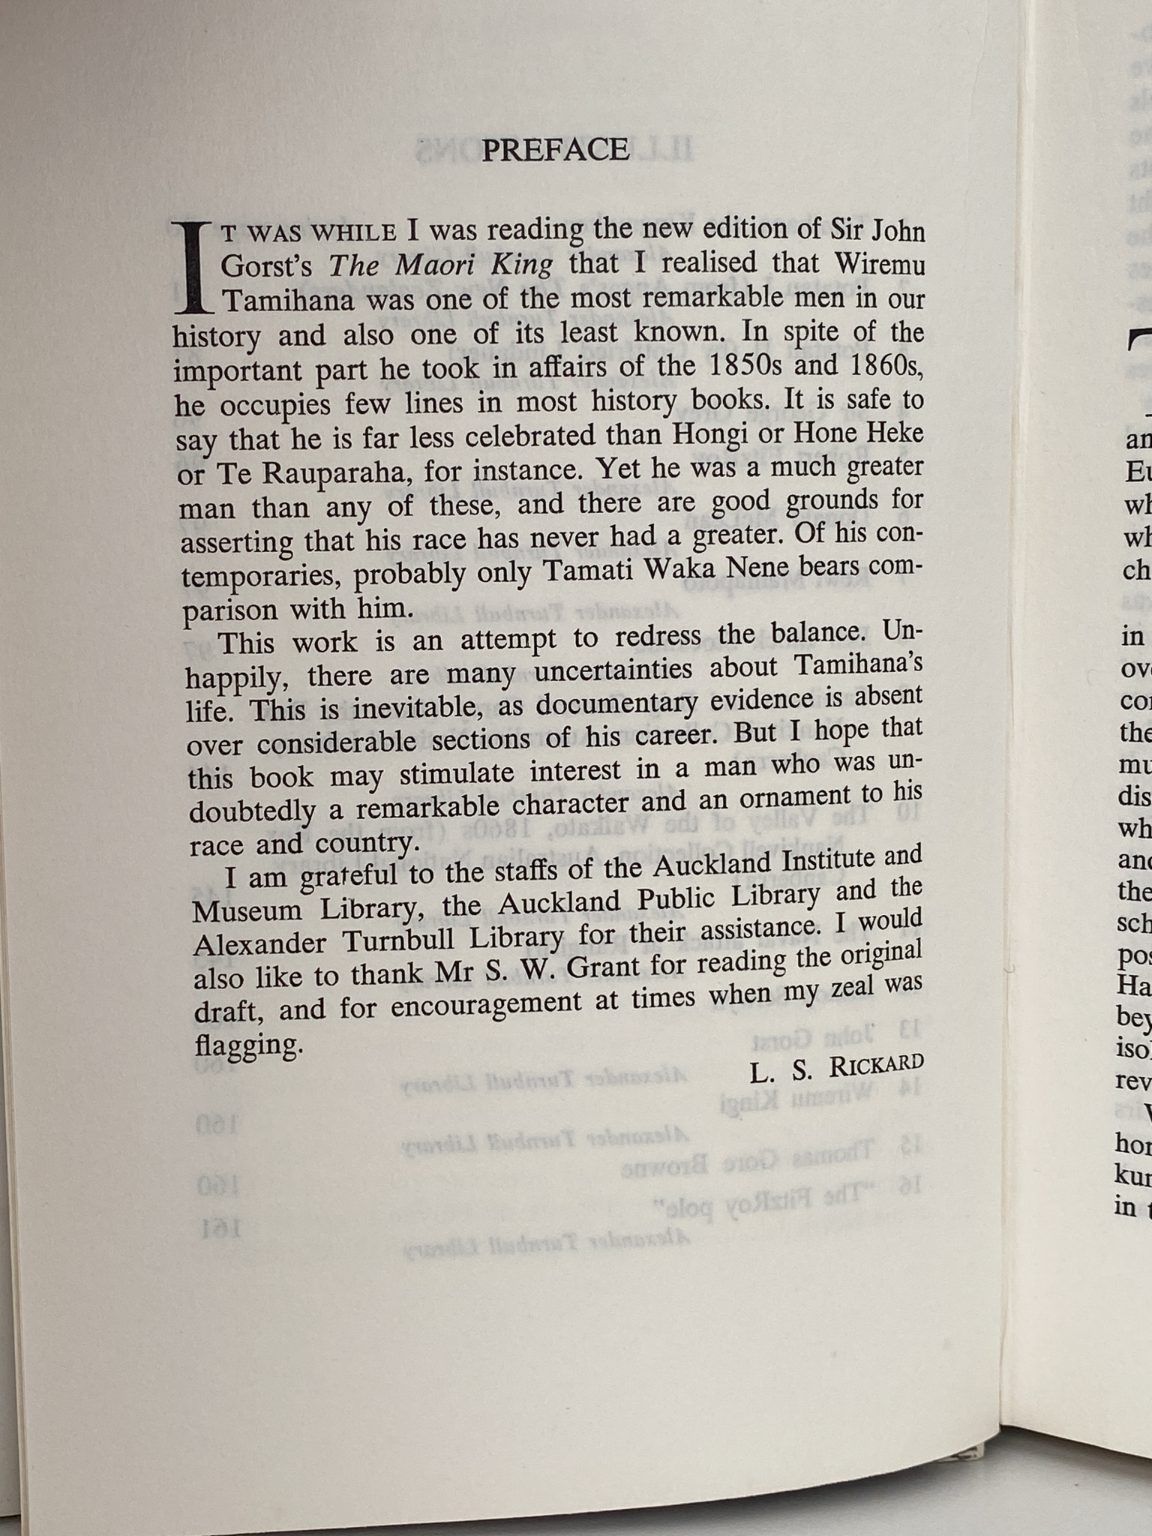 PREFACE
IT WAS WHILE I was reading the new edition of Sir John
Gorst's The Maori King that I realised that Wiremu
Tamihana was one of the most remarkable men in our
history and also one of its least known. In spite of the
important part he took in affairs of the 1850s and 1860s,
he occupies few lines in most history books. It is safe to
say that he is far less celebrated than Hongi or Hone Heke
or Te Rauparaha, for instance. Yet he was a much greater
man than any of these, and there are good grounds for
asserting that his race has never had a greater. Of his con-
temporaries, probably only Tamati Waka Nene bears com-
parison with him.
This work is an attempt to redress the balance. Un-
happily, there are many uncertainties about Tamihana's
life. This is inevitable, as documentary evidence is absent
over considerable sections of his career. But I hope that
this book may stimulate interest in a man who was un-
doubtedly a remarkable character and an ornament to his
race and country.
I am grateful to the staffs of the Auckland Institute and
Museum Library, the Auckland Public Library and the
Alexander Turnbull Library for their assistance. I would
also like to thank Mr S. W. Grant for reading the original
draft, and for encouragement at times when my zeal was
flagging.
L. S. RICKARD